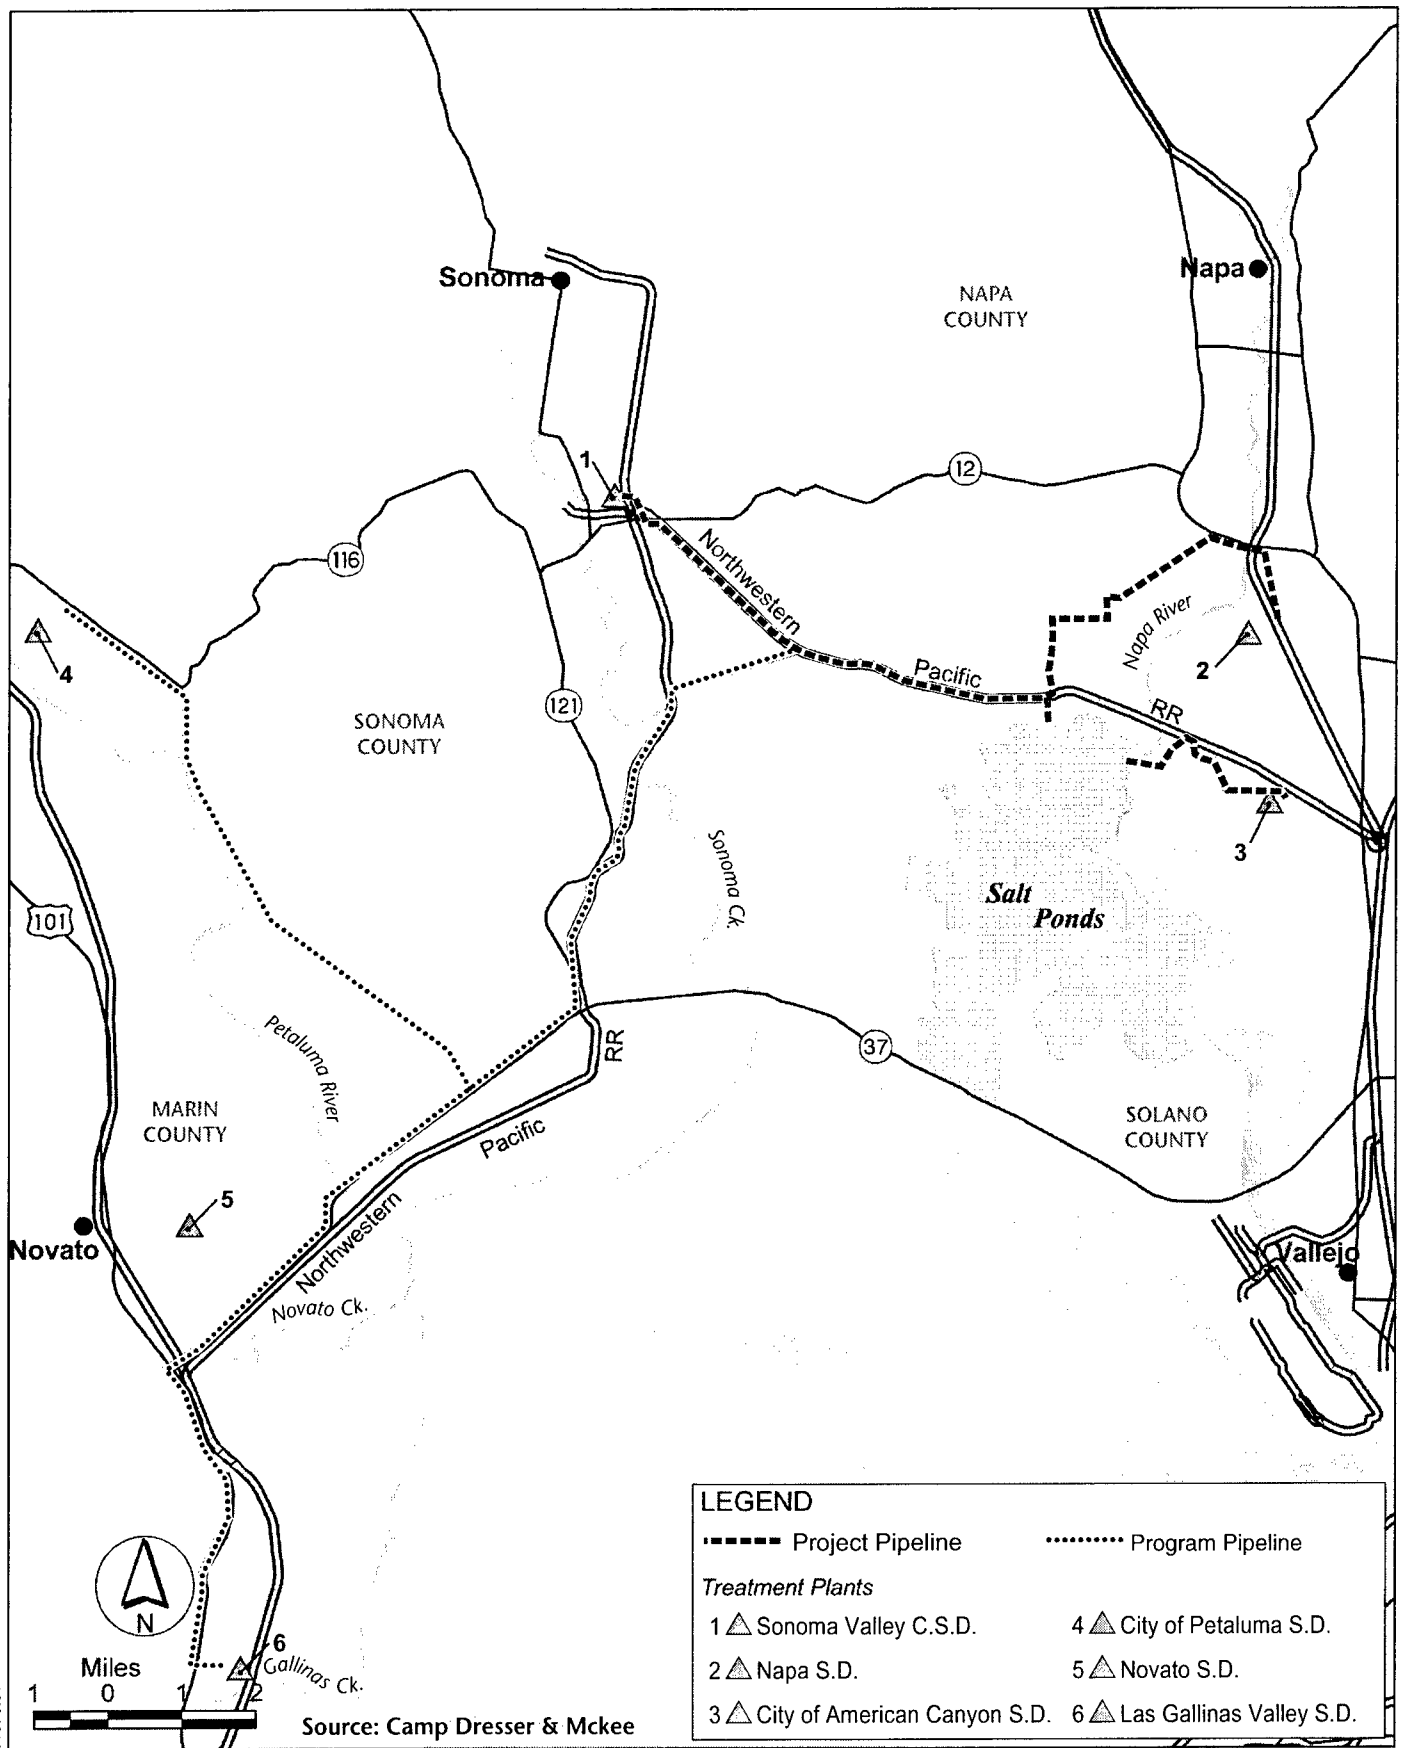 Sonoma
Napa
NAPA
COUNTY
1
12
Northwestern
116
Napa River
4
2
Pacific
121
RR
SONOMA
COUNTY
3
Sonoma Ck.
Salt
Ponds
101
Petaluma River
RR
37
MARIN
COUNTY
SOLANO
COUNTY
Pacific
5
Novato
Northwestern
Vallejo
Novato Ck.
LEGEND
Project Pipeline
Program Pipeline
Treatment Plants
1 Sonoma Valley C.S.D.
4 City of Petaluma S.D.
2 Napa S.D.
5 Novato S.D.
3 City of American Canyon S.D.
6 Las Gallinas Valley S.D.
N
6
Gallinas Ck.
Miles
1 0 1 2
Source: Camp Dresser & Mckee